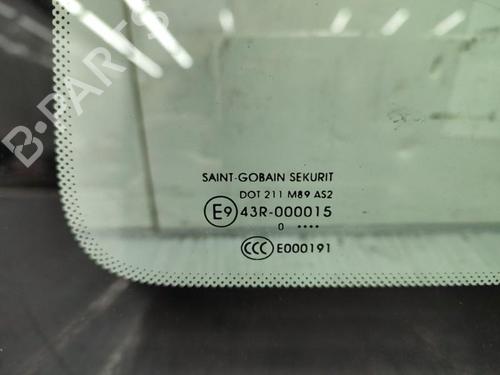 B-PARTS
SAINT-GOBAIN SEKURIT
DOT 211 M89 AS2
E9 43R-000015
0 ····
CCC E000191